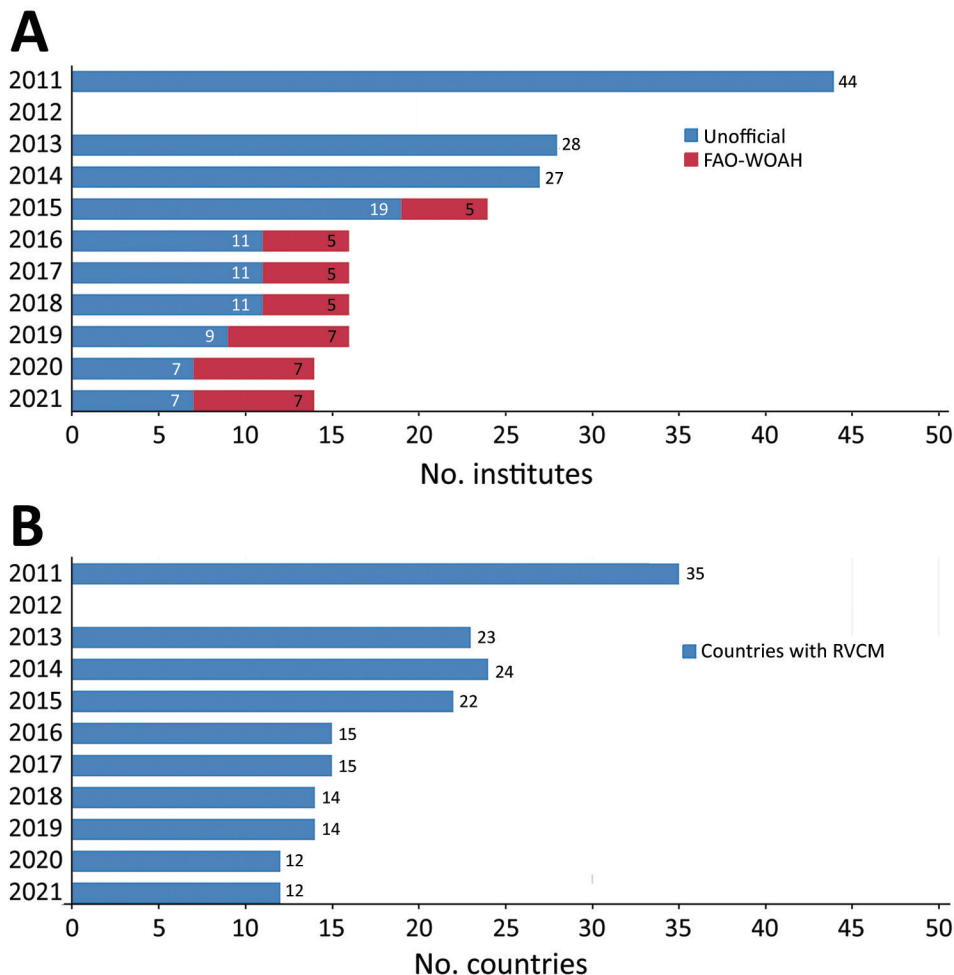 A
2011 44
2012
2013 28
2014 27
2015 19 5
2016 11 5
2017 11 5
2018 11 5
2019 9 7
2020 7 7
2021 7 7
Unofficial
FAO-WOAH
0 5 10 15 20 25 30 35 40 45 50
No. institutes
B
2011 35
2012
2013 23
2014 24
2015 22
2016 15
2017 15
2018 14
2019 14
2020 12
2021 12
Countries with RVCM
0 5 10 15 20 25 30 35 40 45 50
No. countries